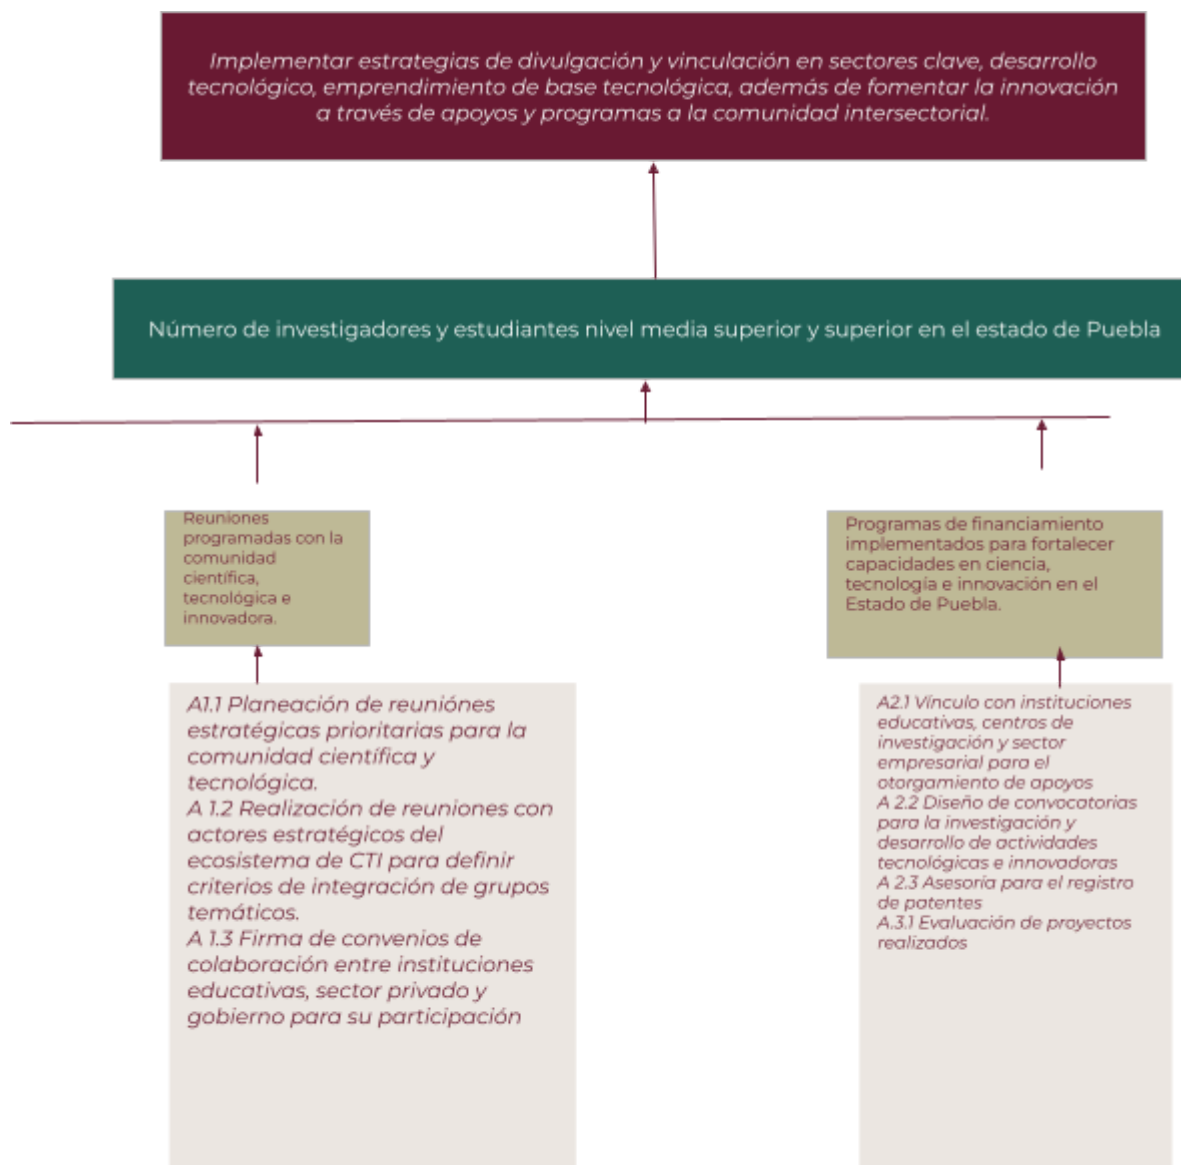 Implementar estrategias de divulgación y vinculación en sectores clave, desarrollo
tecnológico, emprendimiento de base tecnológica, además de fomentar la innovación
a través de apoyos y programas a la comunidad intersectorial.
Número de investigadores y estudiantes nivel media superior y superior en el estado de Puebla
Reuniones
programadas con la
comunidad
científica,
tecnológica e
innovadora.
Programas de financiamiento
implementados para fortalecer
capacidades en ciencia,
tecnología e innovación en el
Estado de Puebla.
A1.1 Planeación de reuniónes
estratégicas prioritarias para la
comunidad científica y
tecnológica.
A 1.2 Realización de reuniones con
actores estratégicos del
ecosistema de CTI para definir
criterios de integración de grupos
temáticos.
A 1.3 Firma de convenios de
colaboración entre instituciones
educativas, sector privado y
gobierno para su participación
A2.1 Vínculo con instituciones
educativas, centros de
investigación y sector
empresarial para el
otorgamiento de apoyos
A 2.2 Diseño de convocatorias
para la investigación y
desarrollo de actividades
tecnológicas e innovadoras
A 2.3 Asesoría para el registro
de patentes
A.3.1 Evaluación de proyectos
realizados